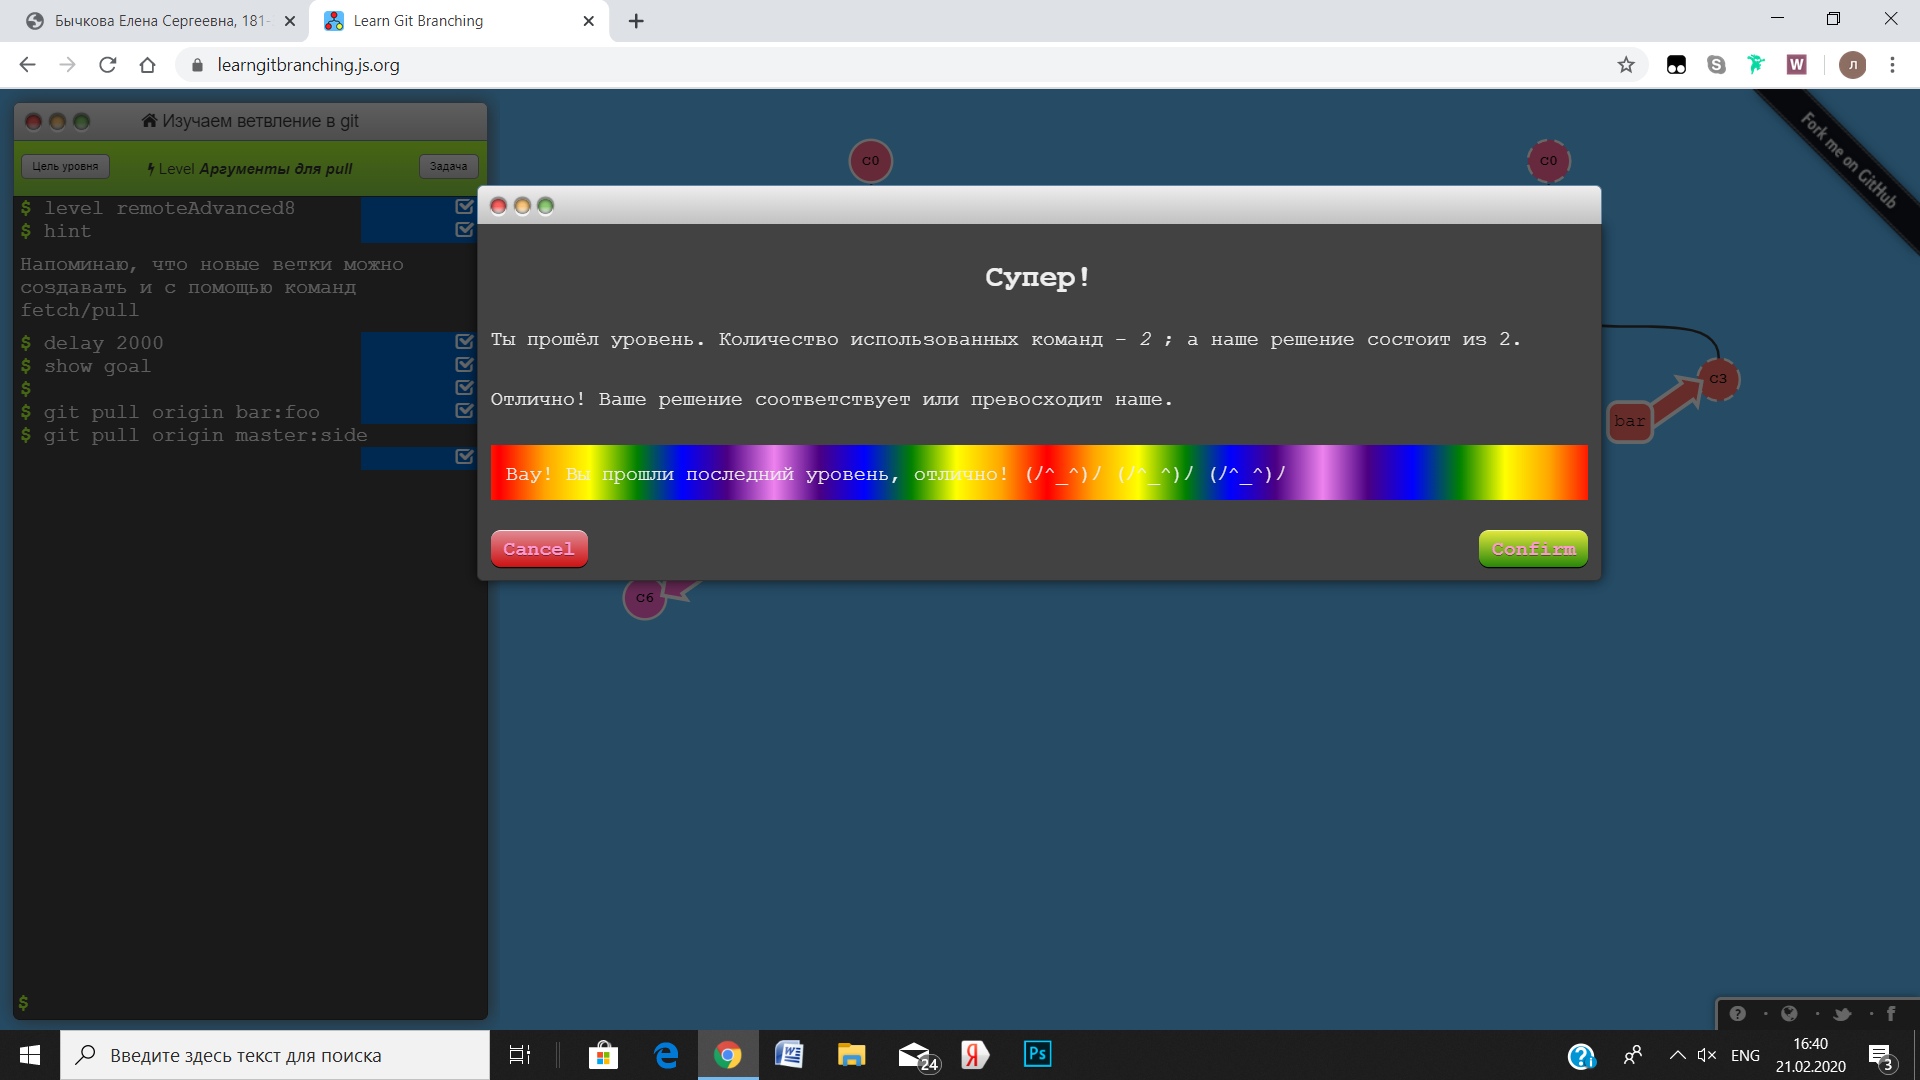 Бычкова Елена Сергеевна, 181-
Learn Git Branching
learngitbranching.js.org
S
W
Л
Изучаем ветвление в git
Цель уровня
Level Аргументы для pull
Задача
$ level remoteAdvanced8
$ hint
Напоминаю, что новые ветки можно
создавать и с помощью команд
fetch/pull
$ delay 2000
$ show goal
$
$ git pull origin bar:foo
$ git pull origin master:side
$
C0
C0
Fork me on GitHub
Супер!
Ты прошёл уровень. Количество использованных команд – 2 ; а наше решение состоит из 2.
Отлично! Ваше решение соответствует или превосходит наше.
Вау! Вы прошли последний уровень, отлично! (/^_^)/ (/^_^)/ (/^_^)/
Cancel
Confirm
C3
bar
C6
Введите здесь текст для поиска
W
24
Я
Ps
ENG
16:40
21.02.2020
3